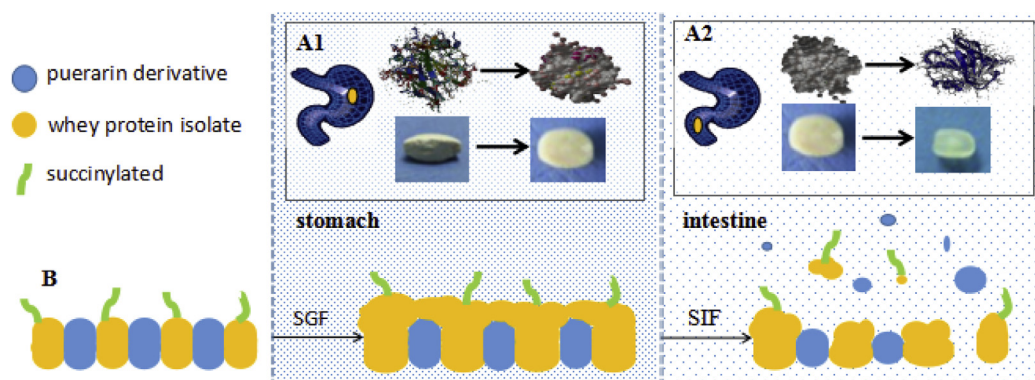 puerarin derivative
whey protein isolate
succinylated
A1
A2
stomach
intestine
B
SGF
SIF